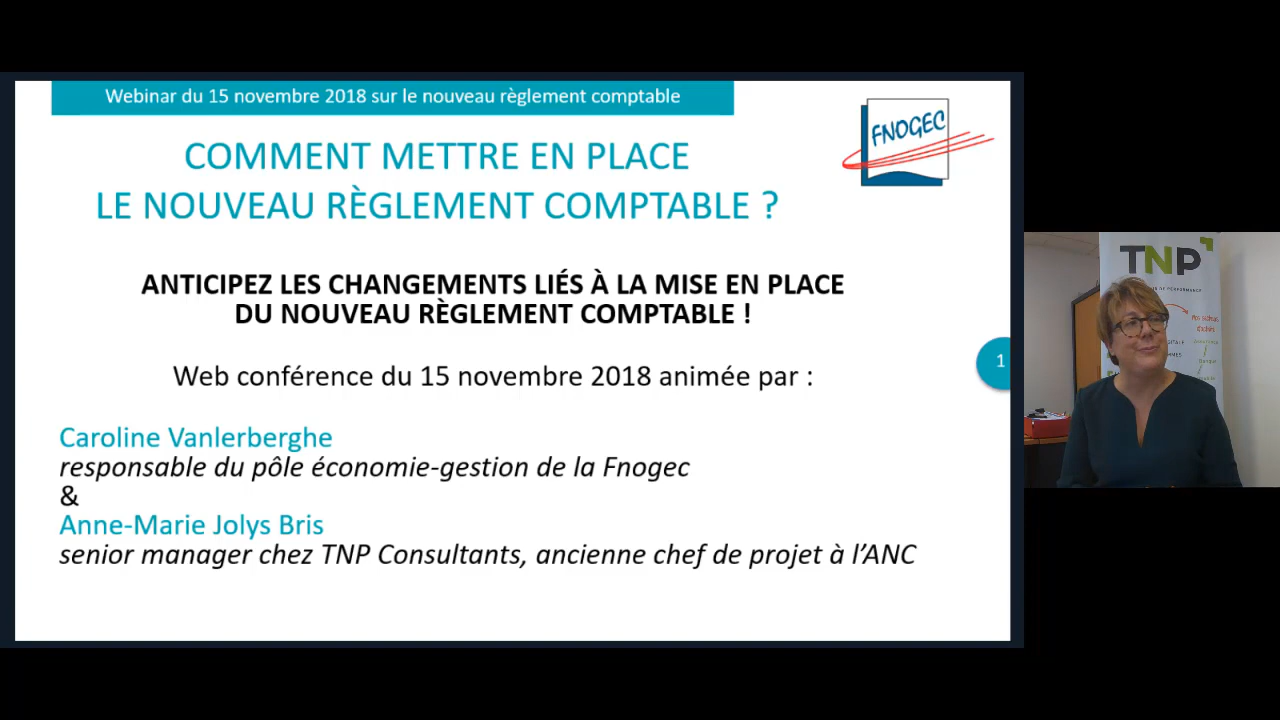 Webinar du 15 novembre 2018 sur le nouveau règlement comptable
FNOGEC
COMMENT METTRE EN PLACE
LE NOUVEAU RÈGLEMENT COMPTABLE ?
ANTICIPEZ LES CHANGEMENTS LIÉS À LA MISE EN PLACE
DU NOUVEAU RÈGLEMENT COMPTABLE !
Web conférence du 15 novembre 2018 animée par :
1
Caroline Vanlerberghe
responsable du pôle économie-gestion de la Fnogec
&
Anne-Marie Jolys Bris
senior manager chez TNP Consultants, ancienne chef de projet à l'ANC
TNP
DE PERFORMANCE